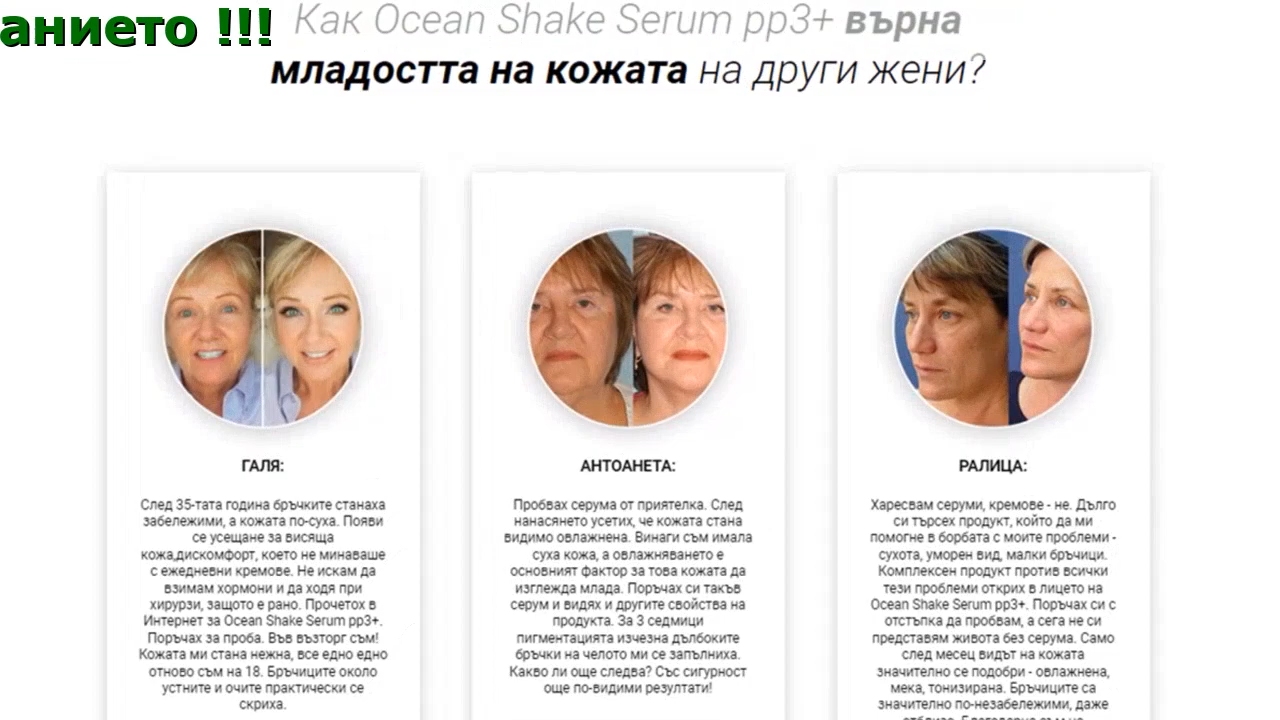 анието !!!
Как Ocean Shake Serum pp3+ върна
младостта на кожата на други жени?
ГАЛЯ:
След 35-тата година бръчките станаха
забележими, а кожата по-суха. Появи
се усещане за висяща
кожа,дискомфорт, което не минаваше
с ежедневни кремове. Не искам да
взимам хормони и да ходя при
хирурзи, защото е рано. Прочетох в
Интернет за Ocean Shake Serum pp3+.
Поръчах за проба. Във възторг съм!
Кожата ми стана нежна, все едно едно
отново съм на 18. Бръчиците около
устните и очите практически се
скриха.
АНТОАНЕТА:
Пробвах серума от приятелка. След
нанасянето усетих, че кожата стана
видимо овлажнена. Винаги съм имала
суха кожа, а овлажняването е
основният фактор за това кожата да
изглежда млада. Поръчах си такъв
серум и видях и другите свойства на
продукта. За 3 седмици
пигментацията изчезна дълбоките
бръчки на челото ми се запълниха.
Какво ли още следва? Със сигурност
още по-видими резултати!
РАЛИЦА:
Харесвам серуми, кремове - не. Дълго
си търсех продукт, който да ми
помогне в борбата с моите проблеми -
сухота, уморен вид, малки бръчици.
Комплексен продукт против всички
тези проблеми открих в лицето на
Ocean Shake Serum pp3+. Поръчах си с
отстъпка да пробвам, а сега не си
представям живота без серума. Само
след месец видът на кожата
значително се подобри - овлажнена,
мека, тонизирана. Бръчиците са
значително по-незабележими, даже